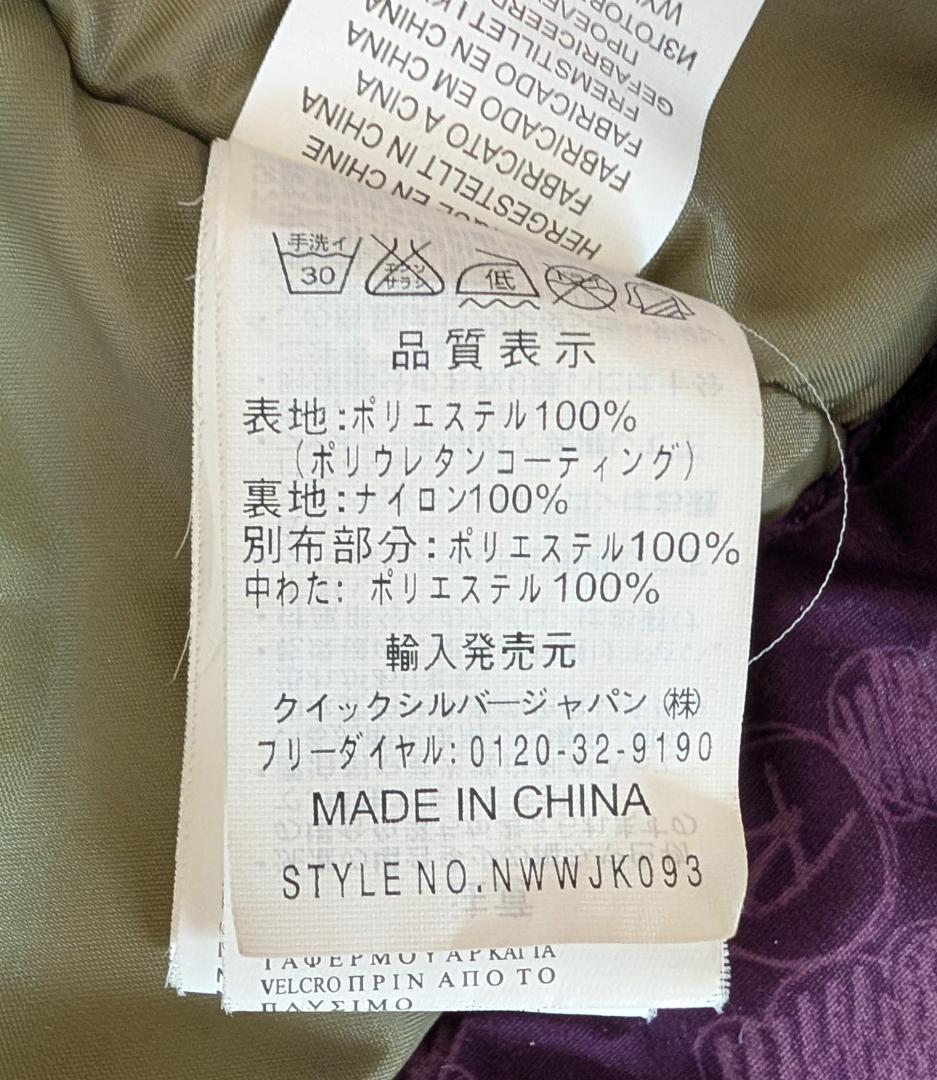 ИЗГОТОВ
ΠΡΟΕΛΕ
GEFABRICEERD
FREMSTILLET I K
FABRICADO EN CHINA
FABRICADO EM CHINA
FABRICATO A CINA
HERGESTELLT IN CHINA
EN CHINE
手洗イ
30
低
品質表示
表地:ポリエステル100%
(ポリウレタンコーティング)
裏地:ナイロン100%
別布部分:ポリエステル100%
中わた: ポリエステル100%
輸入発売元
クイックシルバージャパン ㈱
フリーダイヤル:0120-32-9190
MADE IN CHINA
STYLE NO.NWWJK093
VELCRO ΠΡΙΝ ΑΠΟ ΤΟ
ΠΛΥΣΙΜΟ